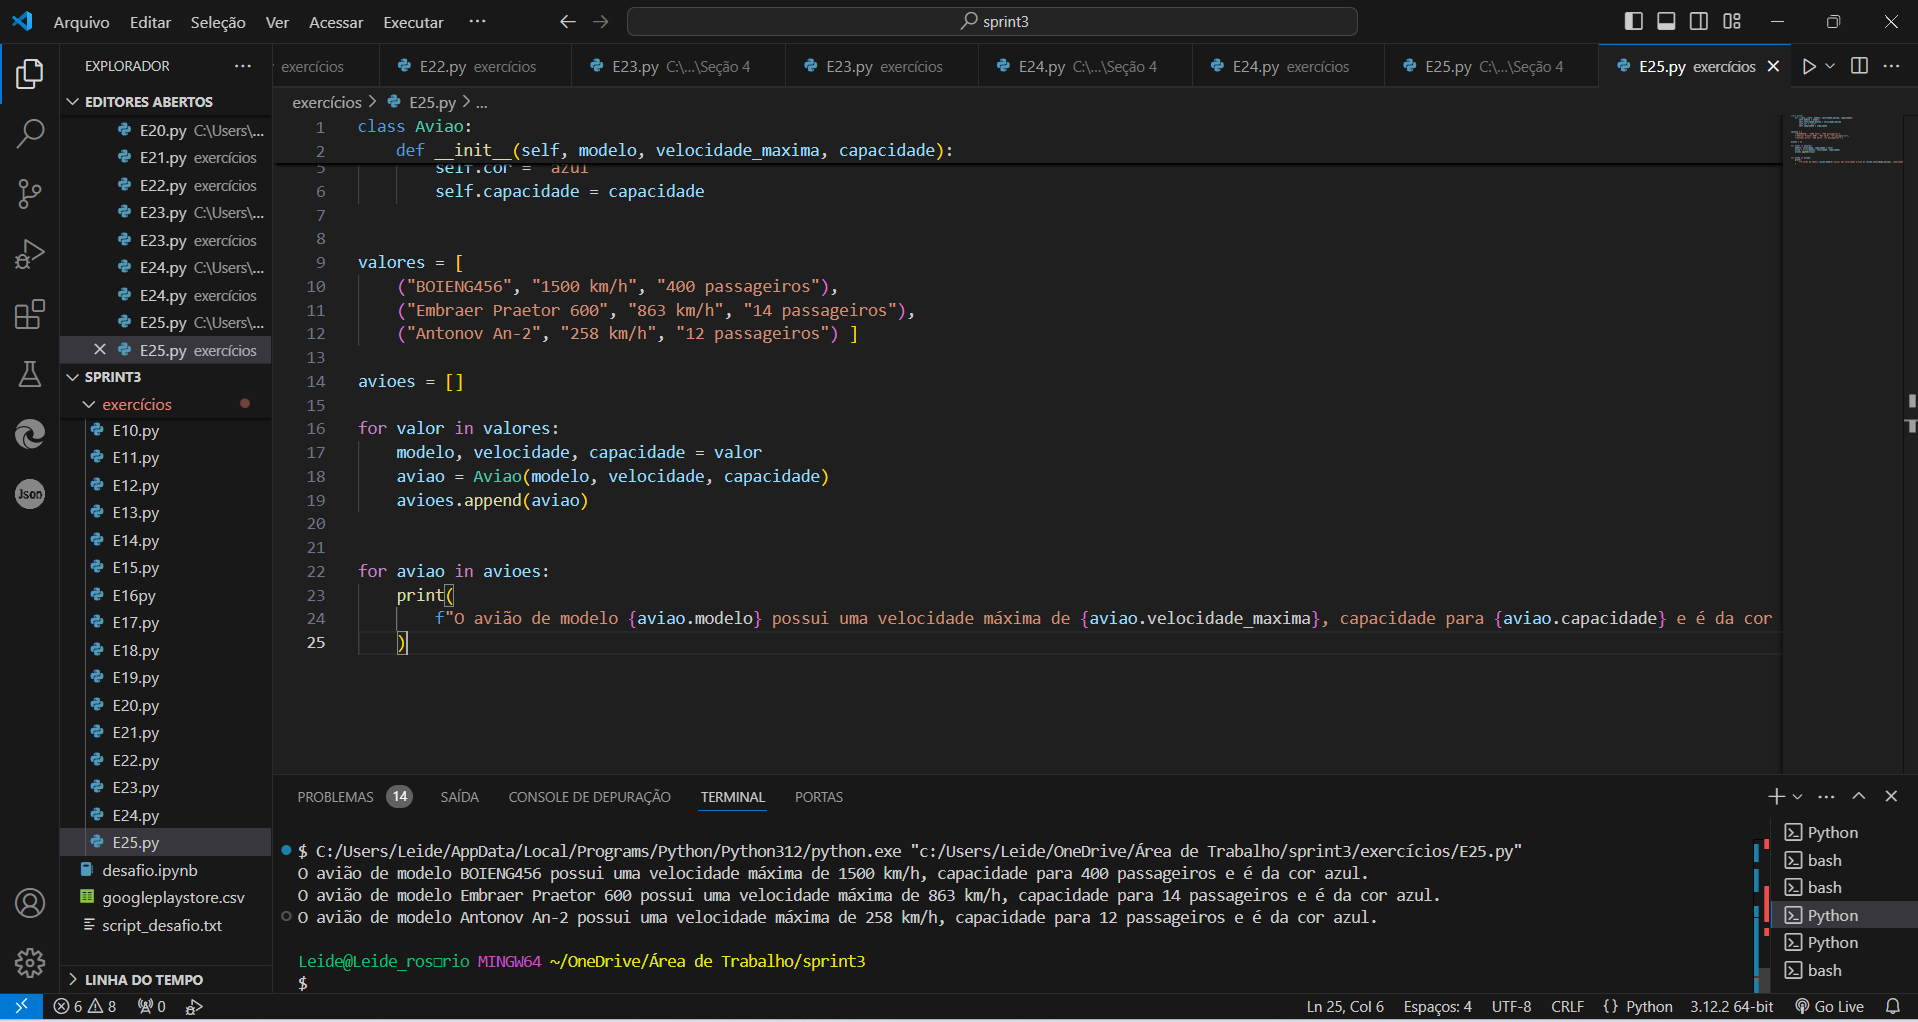 Arquivo Editar Seleção Ver Acessar Executar ··· sprint3
EXPLORADOR ···
EDITORES ABERTOS
E20.py C:\Users\...
E21.py exercícios
E22.py exercícios
E23.py C:\Users\...
E23.py exercícios
E24.py C:\Users\...
E24.py exercícios
E25.py C:\Users\...
E25.py exercícios
SPRINT3
exercícios
E10.py
E11.py
E12.py
E13.py
E14.py
E15.py
E16py
E17.py
E18.py
E19.py
E20.py
E21.py
E22.py
E23.py
E24.py
E25.py
desafio.ipynb
googleplaystore.csv
script_desafio.txt
LINHA DO TEMPO
Json
exercícios E22.py exercícios E23.py C:\...\Seção 4 E23.py exercícios E24.py C:\...\Seção 4 E24.py exercícios E25.py C:\...\Seção 4 E25.py exercícios
exercícios > E25.py > ...
1 class Aviao:
2 def __init__(self, modelo, velocidade_maxima, capacidade):
5 self.cor = "azul"
6 self.capacidade = capacidade
7
8
9 valores = [
10 ("BOIENG456", "1500 km/h", "400 passageiros"),
11 ("Embraer Praetor 600", "863 km/h", "14 passageiros"),
12 ("Antonov An-2", "258 km/h", "12 passageiros") ]
13
14 avioes = []
15
16 for valor in valores:
17 modelo, velocidade, capacidade = valor
18 aviao = Aviao(modelo, velocidade, capacidade)
19 avioes.append(aviao)
20
21
22 for aviao in avioes:
23 print(
24 f"O avião de modelo {aviao.modelo} possui uma velocidade máxima de {aviao.velocidade_maxima}, capacidade para {aviao.capacidade} e é da cor
25 )
PROBLEMAS 14 SAÍDA CONSOLE DE DEPURAÇÃO TERMINAL PORTAS
$ C:/Users/Leide/AppData/Local/Programs/Python/Python312/python.exe "c:/Users/Leide/OneDrive/Área de Trabalho/sprint3/exercícios/E25.py"
O avião de modelo BOIENG456 possui uma velocidade máxima de 1500 km/h, capacidade para 400 passageiros e é da cor azul.
O avião de modelo Embraer Praetor 600 possui uma velocidade máxima de 863 km/h, capacidade para 14 passageiros e é da cor azul.
O avião de modelo Antonov An-2 possui uma velocidade máxima de 258 km/h, capacidade para 12 passageiros e é da cor azul.
Leide@Leide_ros□rio MINGW64 ~/OneDrive/Área de Trabalho/sprint3
$
Python
bash
bash
Python
Python
bash
6 8 0 Ln 25, Col 6 Espaços: 4 UTF-8 CRLF {} Python 3.12.2 64-bit Go Live